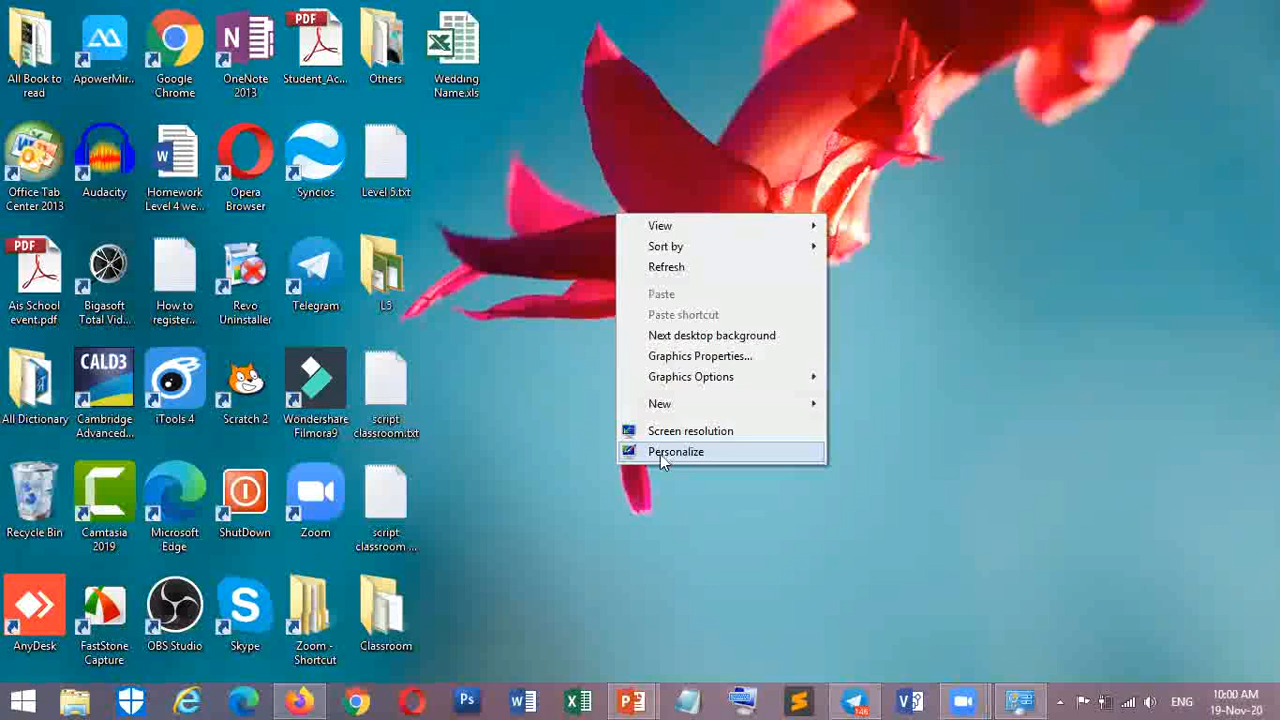 All Book to
read
ApowerMir...
Google
Chrome
OneNote
2013
PDF
Student_Ac...
Others
Wedding
Name.xls
Office Tab
Center 2013
Audacity
Homework
Level 4 we...
Opera
Browser
Syncios
Level 5.txt
PDF
Ais School
event.pdf
Bigasoft
Total Vid...
How to
register...
Revo
Uninstaller
Telegram
L5
All Dictionary
CALD3
Cambridge
Advanced...
iTools 4
Scratch 2
Wondershare
Filmora9
script
classroom.txt
Recycle Bin
Camtasia
2019
Microsoft
Edge
ShutDown
Zoom
script
classroom ...
AnyDesk
FastStone
Capture
OBS Studio
Skype
Zoom -
Shortcut
Classroom
View
Sort by
Refresh
Paste
Paste shortcut
Next desktop background
Graphics Properties...
Graphics Options
New
Screen resolution
Personalize
146
ENG
10:00 AM
19-Nov-20